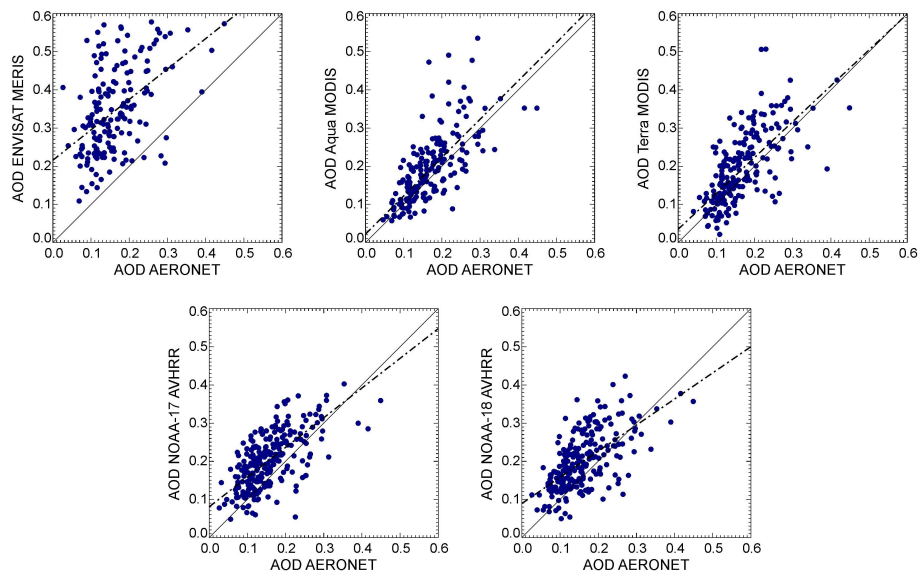 AOD ENVISAT MERIS
0.6
0.5
0.4
0.3
0.2
0.1
0.0
0.0 0.1 0.2 0.3 0.4 0.5 0.6
AOD AERONET
AOD Aqua MODIS
0.6
0.5
0.4
0.3
0.2
0.1
0.0
0.0 0.1 0.2 0.3 0.4 0.5 0.6
AOD AERONET
AOD Terra MODIS
0.6
0.5
0.4
0.3
0.2
0.1
0.0
0.0 0.1 0.2 0.3 0.4 0.5 0.6
AOD AERONET
AOD NOAA-17 AVHRR
0.6
0.5
0.4
0.3
0.2
0.1
0.0
0.0 0.1 0.2 0.3 0.4 0.5 0.6
AOD AERONET
AOD NOAA-18 AVHRR
0.6
0.5
0.4
0.3
0.2
0.1
0.0
0.0 0.1 0.2 0.3 0.4 0.5 0.6
AOD AERONET